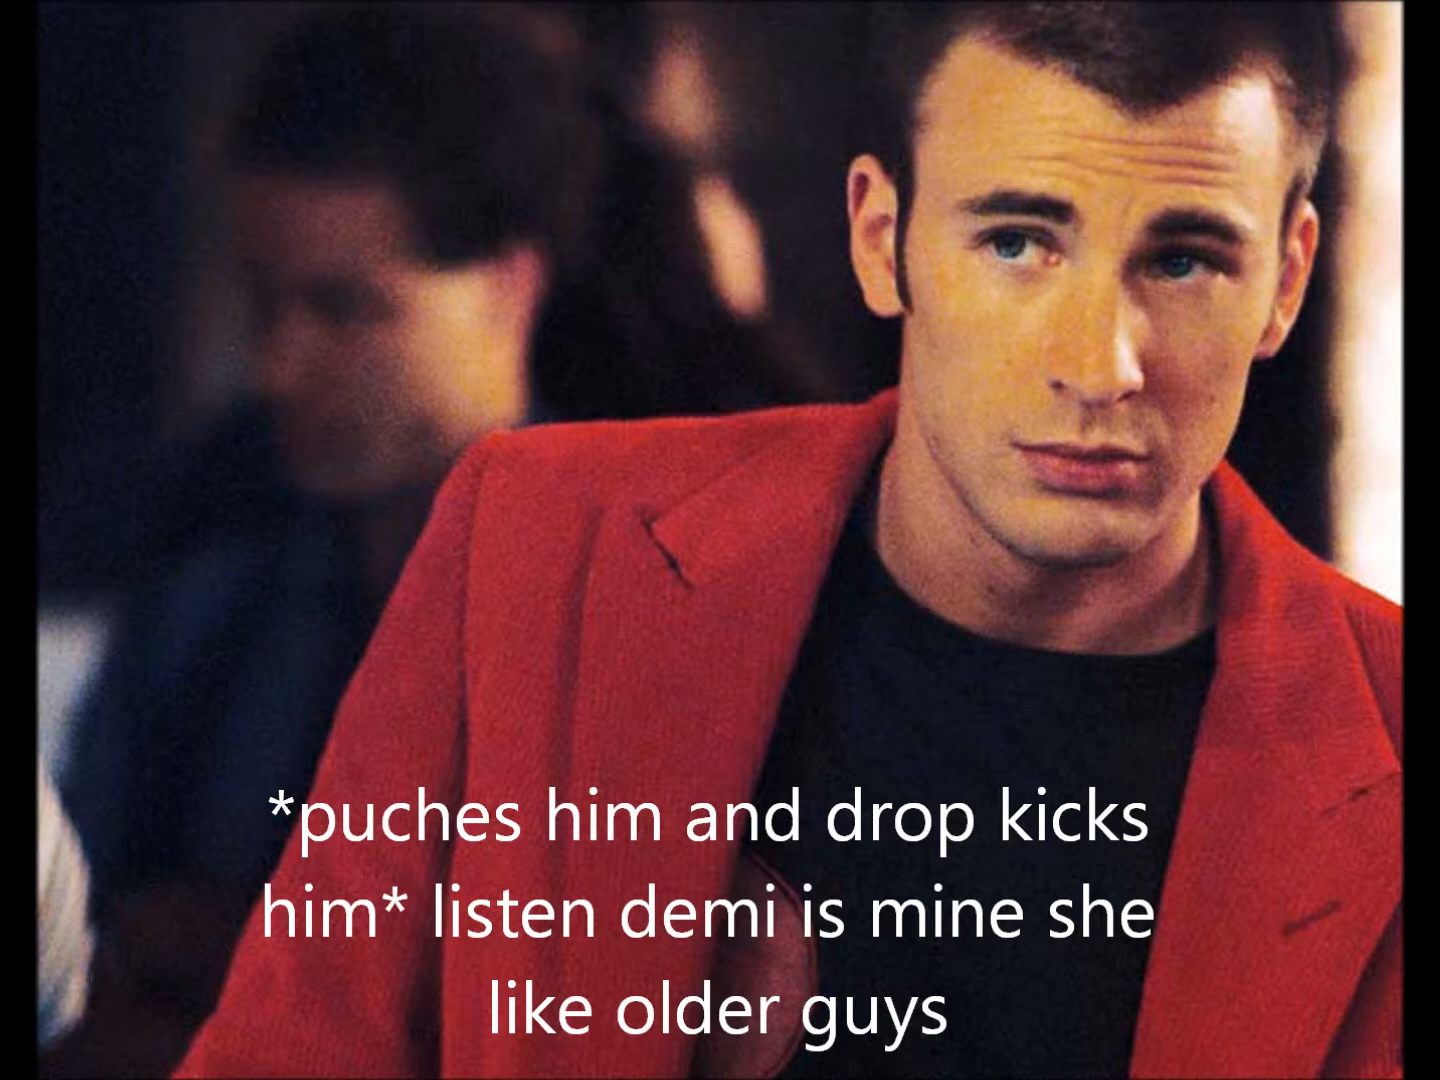 *puches him and drop kicks
him* listen demi is mine she
like older guys